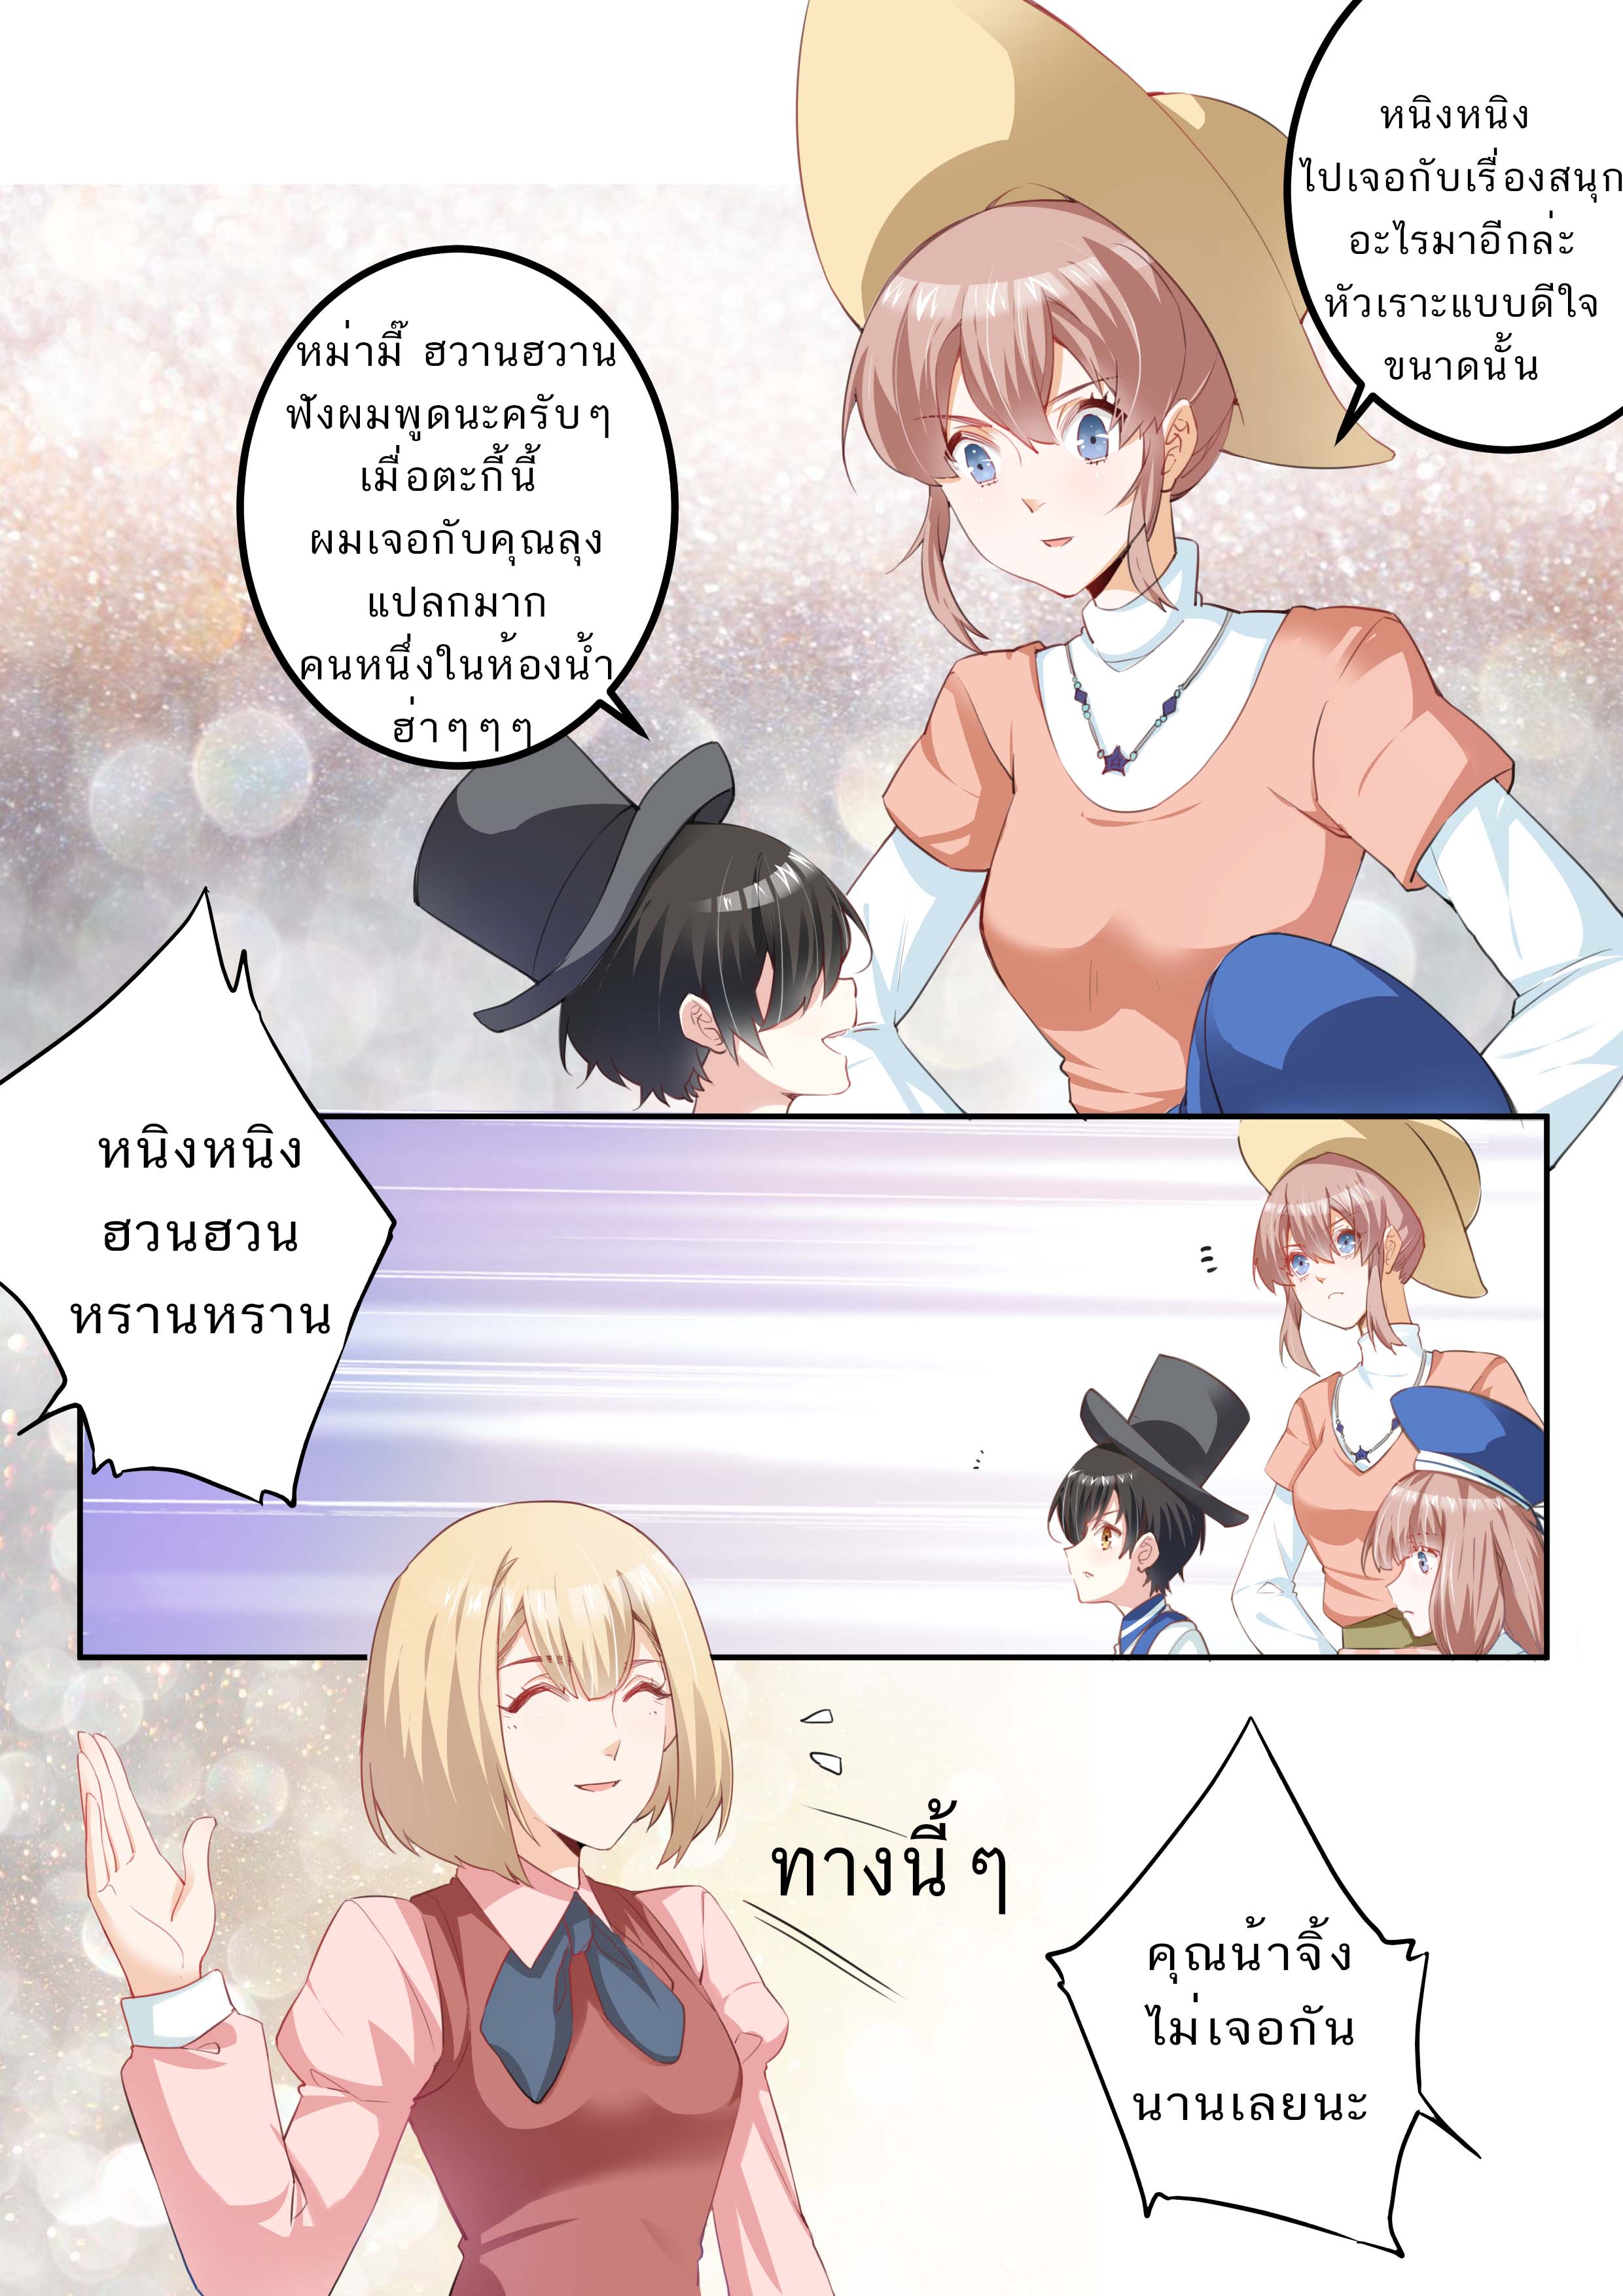 หนิงหนิง
ไปเจอกับเรื่องสนุก
อะไรมาอีกล่ะ
หัวเราะแบบดีใจ
ขนาดนั้น
หม่ามี๊ ฮวานฮวาน
ฟังผมพูดนะครับๆ
เมื่อตะกี้นี้
ผมเจอกับคุณลุง
แปลกมาก
คนหนึ่งในห้องน้ำ
ฮ่าๆๆๆ
หนิงหนิง
ฮวนฮวน
หรานหราน
ทางนี้ ๆ
คุณน้าจิ้ง
ไม่เจอกัน
นานเลยนะ